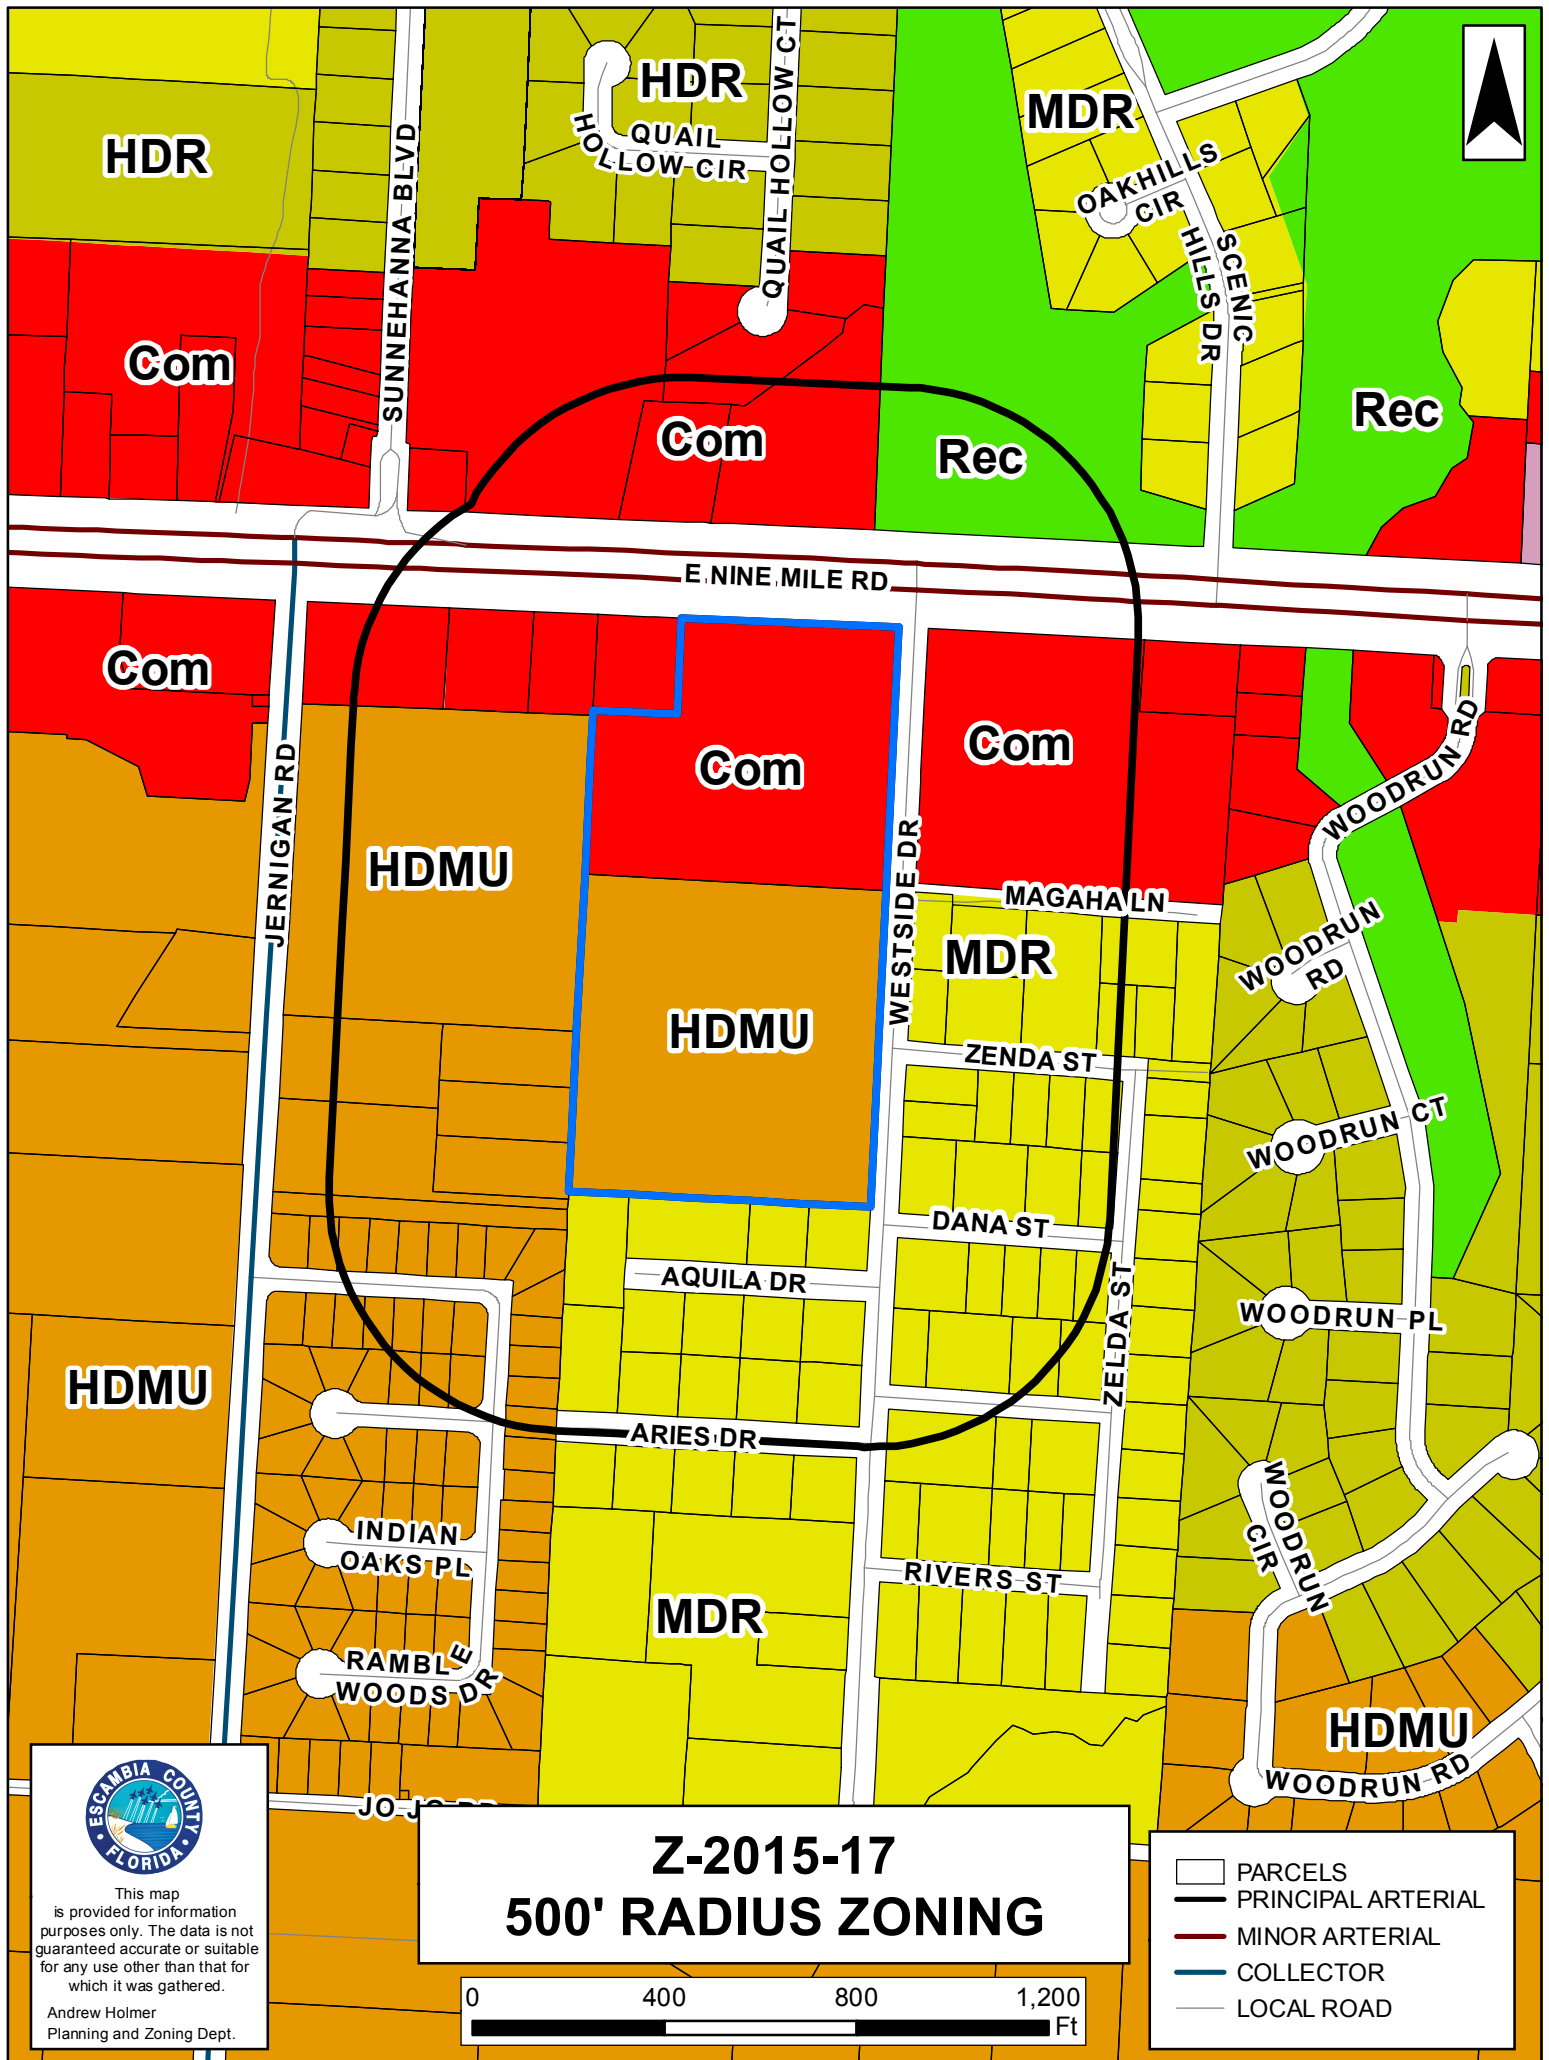 HDR
HDR
QUAIL
HOLLOW CIR
QUAIL HOLLOW CT
MDR
OAKHILLS
CIR
SCENIC
HILLS DR
SUNNEHANNA BLVD
Com
Com
Rec
Rec
E NINE MILE RD
Com
Com
Com
JERNIGAN RD
WESTSIDE DR
WOODRUN RD
HDMU
MAGAHA LN
MDR
WOODRUN
RD
HDMU
ZENDA ST
WOODRUN CT
DANA ST
AQUILA DR
ZELDA ST
WOODRUN PL
HDMU
ARIES DR
INDIAN
OAKS PL
WOODRUN
CIR
RIVERS ST
MDR
RAMBLE
WOODS DR
HDMU
WOODRUN RD
JO JO
ESCAMBIA COUNTY
FLORIDA
This map
is provided for information
purposes only. The data is not
guaranteed accurate or suitable
for any use other than that for
which it was gathered.
Andrew Holmer
Planning and Zoning Dept.
Z-2015-17
500' RADIUS ZONING
0 400 800 1,200
Ft
PARCELS
PRINCIPAL ARTERIAL
MINOR ARTERIAL
COLLECTOR
LOCAL ROAD